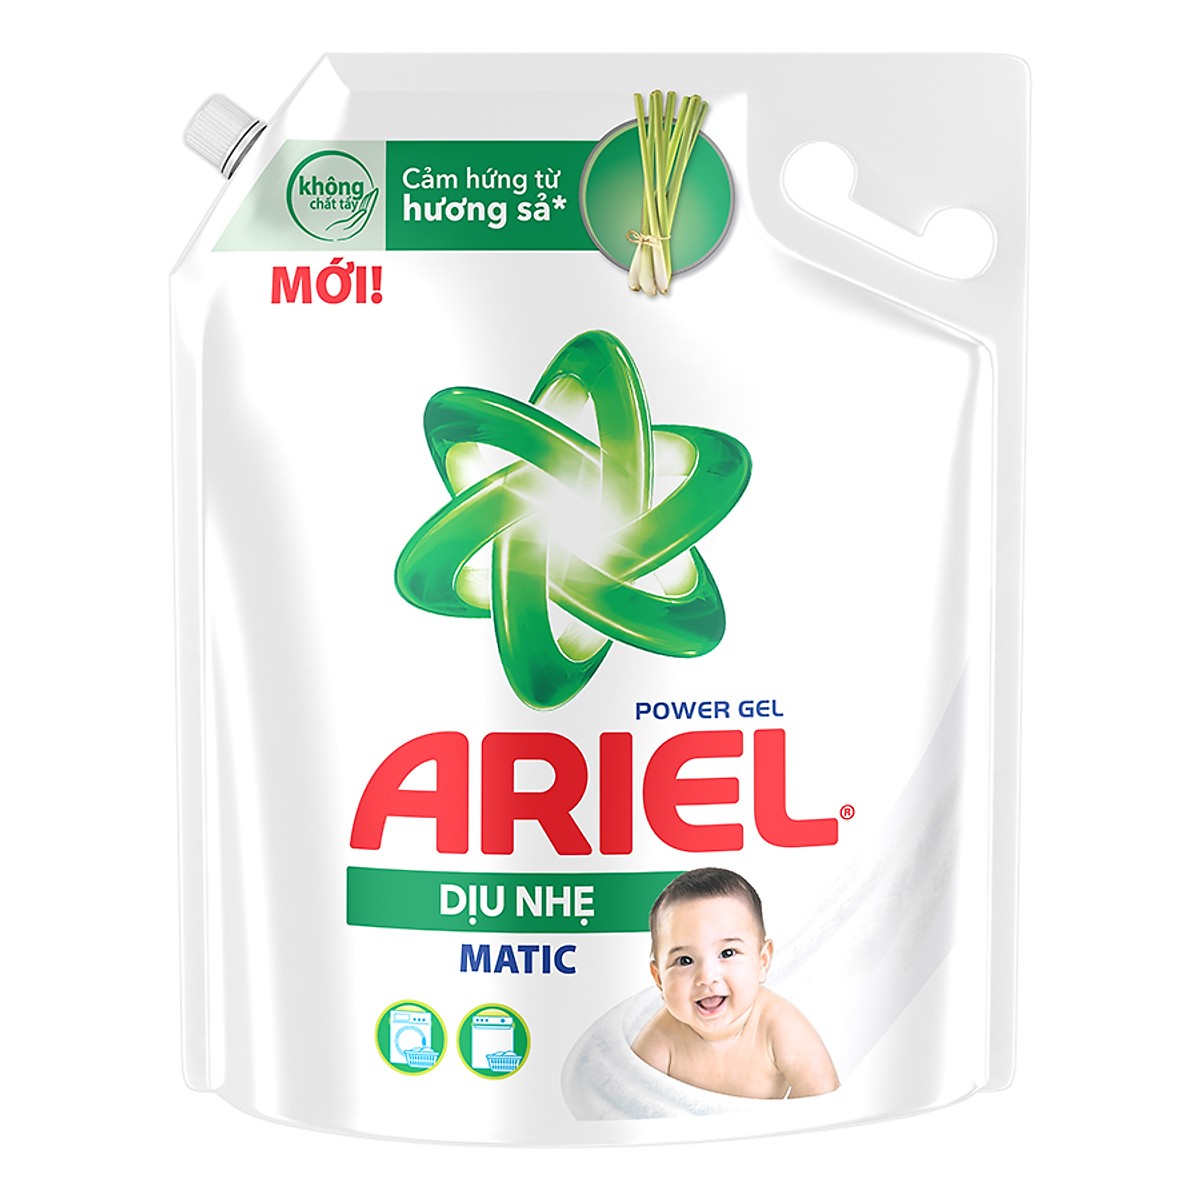 không
chất tẩy
Cảm hứng từ
hương sả*
MỚI!
POWER GEL
ARIEL®
DỊU NHẸ
MATIC